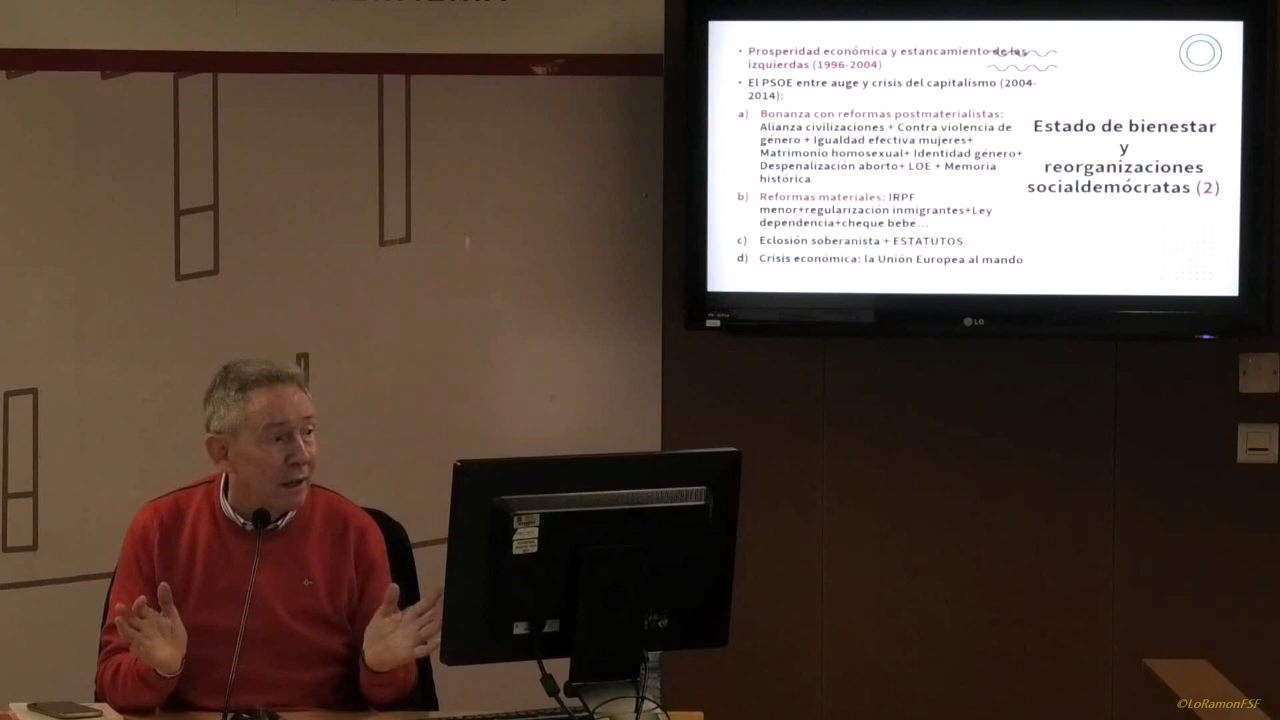 • Prosperidad económica y estancamiento de las
izquierdas (1996-2004)
• El PSOE entre auge y crisis del capitalismo (2004-
2014):
a) Bonanza con reformas postmaterialistas:
Alianza civilizaciones + Contra violencia de
género + Igualdad efectiva mujeres+
Matrimonio homosexual+ Identidad género+
Despenalización aborto+ LOE + Memoria
histórica
b) Reformas materiales: IRPF
menor+regularización inmigrantes+Ley
dependencia+cheque bebé...
c) Eclosión soberanista + ESTATUTOS
d) Crisis económica: la Unión Europea al mando
Estado de bienestar
y
reorganizaciones
socialdemócratas (2)
LG
©LoRamonFSF